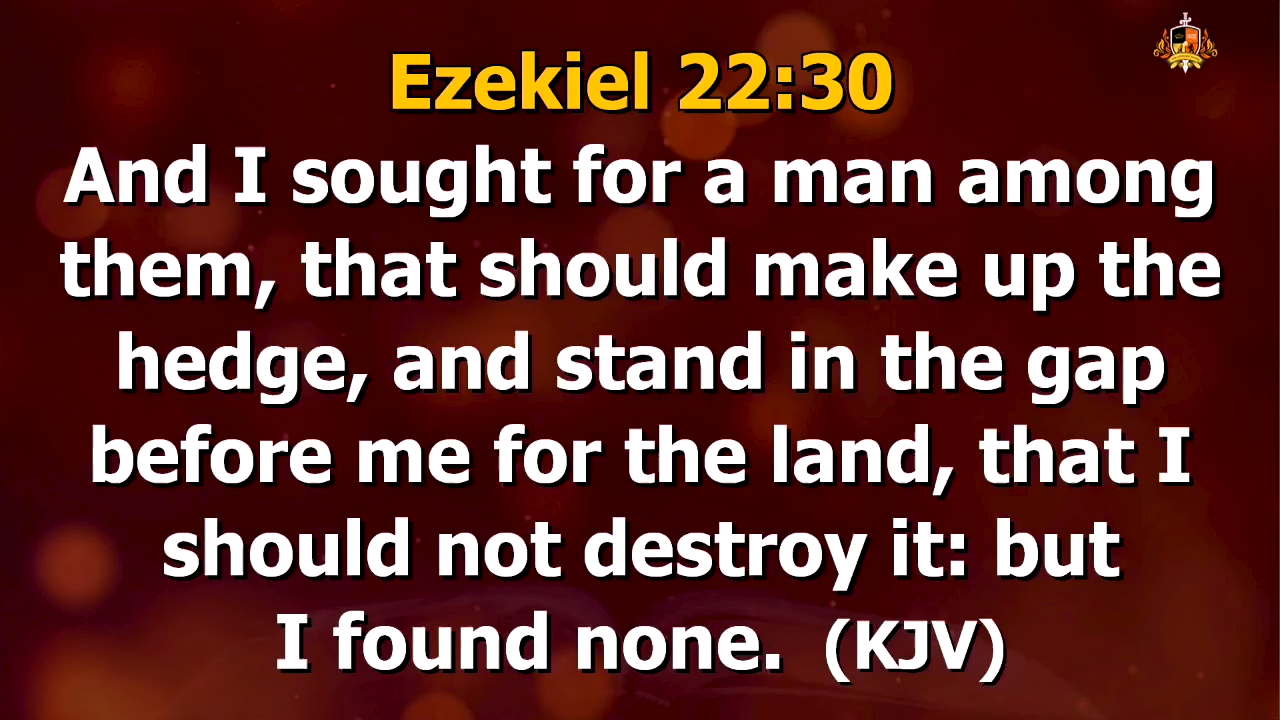 Ezekiel 22:30
And I sought for a man among
them, that should make up the
hedge, and stand in the gap
before me for the land, that I
should not destroy it: but
I found none. (KJV)